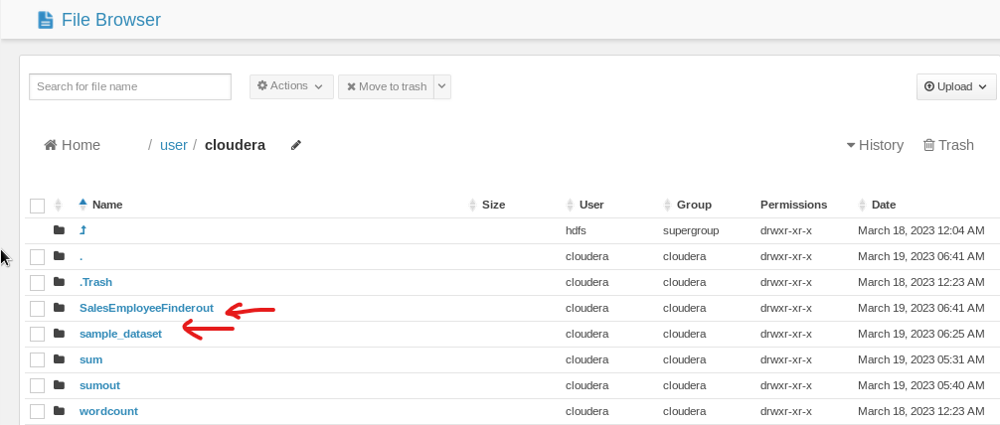 File Browser
Search for file name Actions Move to trash Upload
Home / user / cloudera History Trash
Name Size User Group Permissions Date
hdfs supergroup drwxr-xr-x March 18, 2023 12:04 AM
. cloudera cloudera drwxr-xr-x March 19, 2023 06:41 AM
.Trash cloudera cloudera drwxr-xr-x March 18, 2023 12:23 AM
SalesEmployeeFinderout cloudera cloudera drwxr-xr-x March 19, 2023 06:41 AM
sample_dataset cloudera cloudera drwxr-xr-x March 19, 2023 06:25 AM
sum cloudera cloudera drwxr-xr-x March 19, 2023 05:31 AM
sumout cloudera cloudera drwxr-xr-x March 19, 2023 05:40 AM
wordcount cloudera cloudera drwxr-xr-x March 18, 2023 12:23 AM